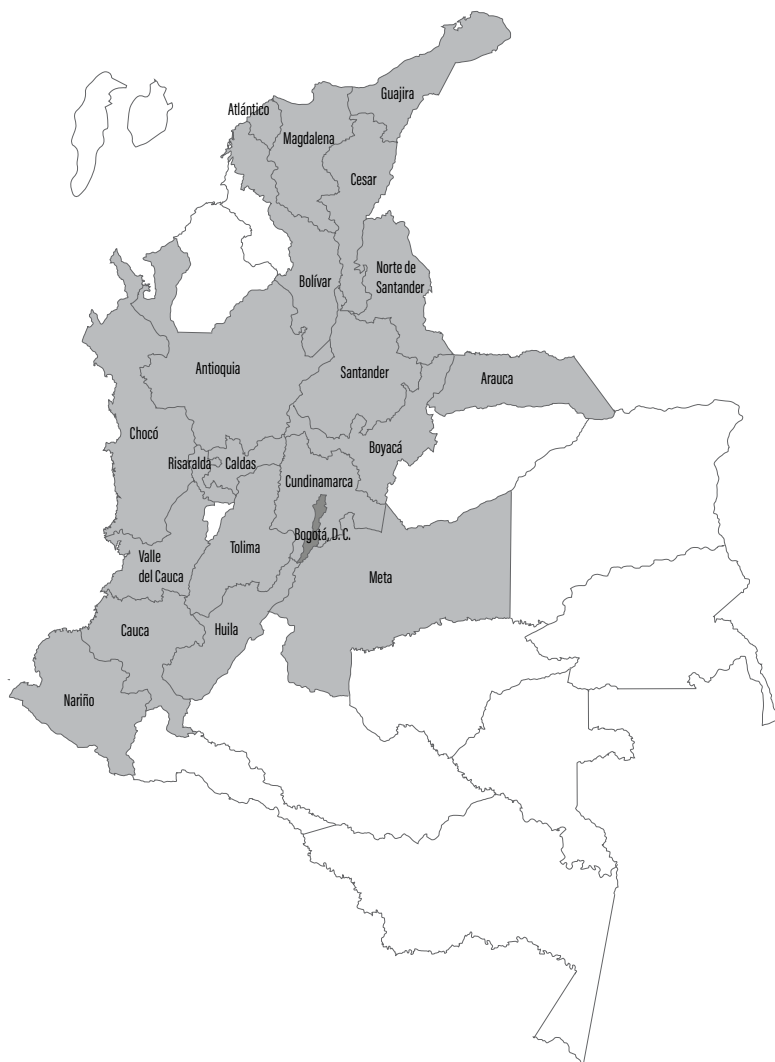 Guajira
Atlántico
Magdalena
Cesar
Norte de
Santander
Bolívar
Antioquia
Santander
Arauca
Chocó
Boyacá
Risaralda
Caldas
Cundinamarca
Bogotá, D. C.
Tolima
Valle
del Cauca
Meta
Cauca
Huila
Nariño